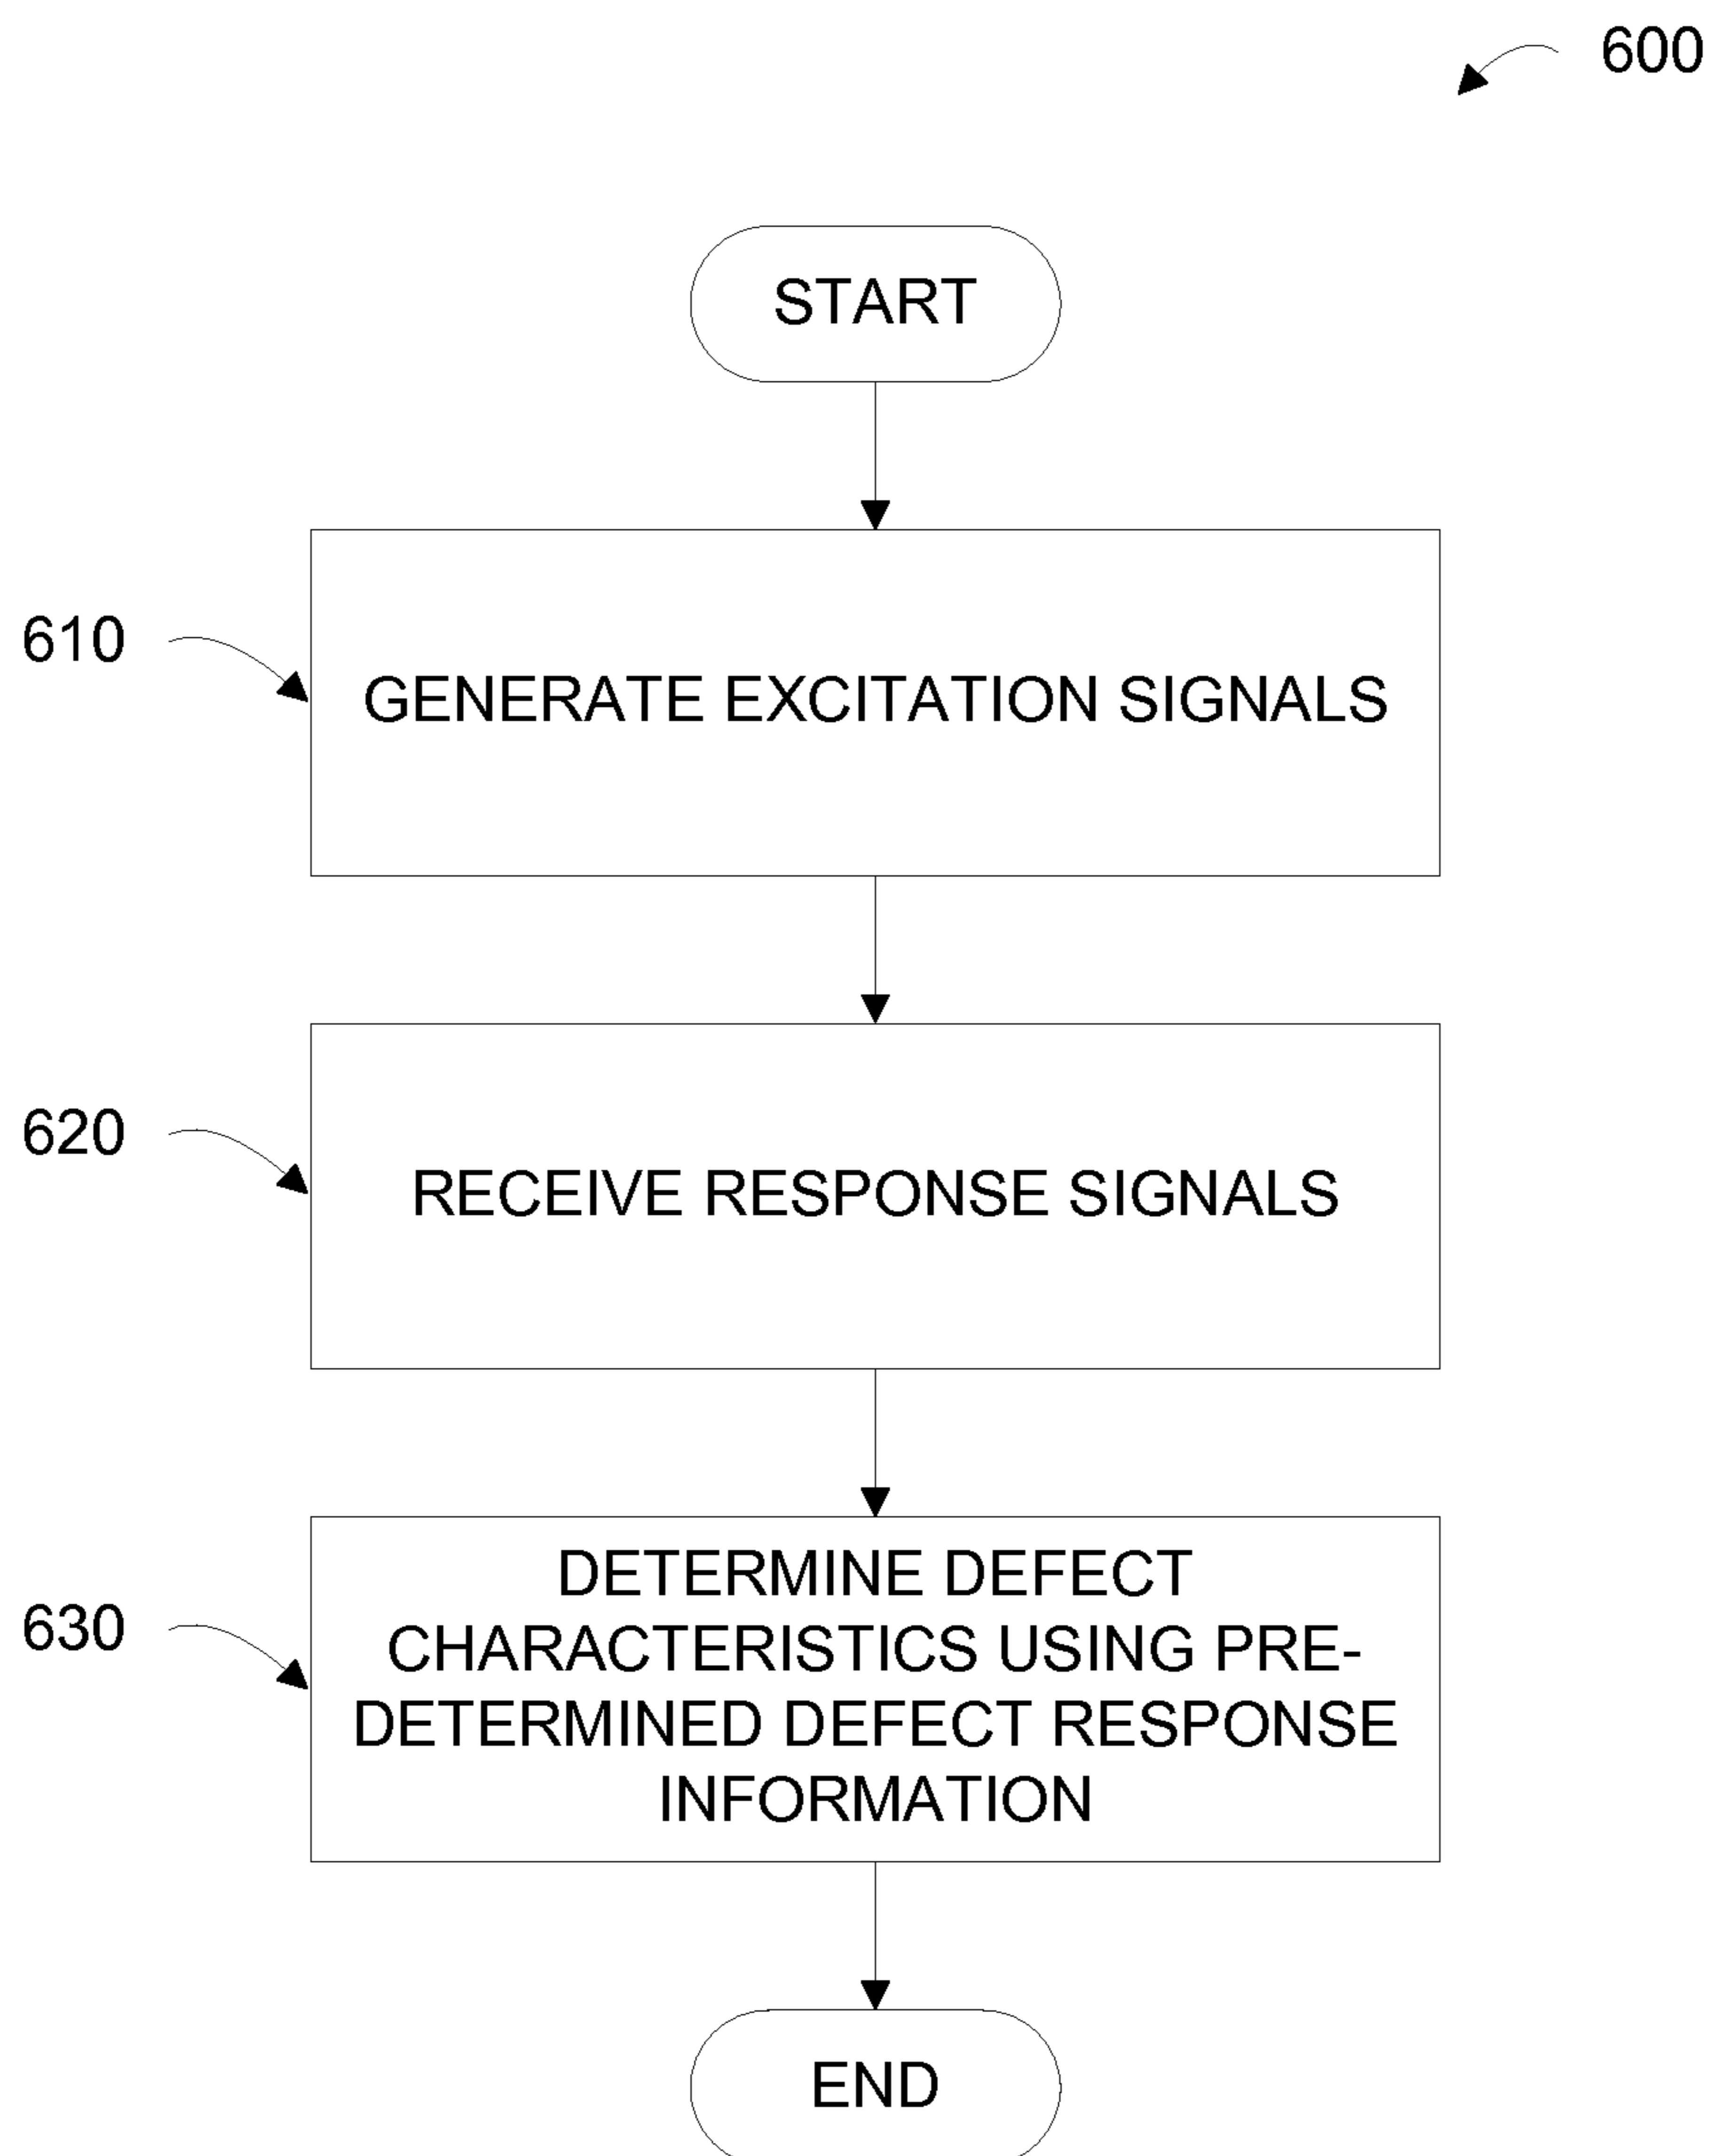 600
START
610
GENERATE EXCITATION SIGNALS
620
RECEIVE RESPONSE SIGNALS
630
DETERMINE DEFECT
CHARACTERISTICS USING PRE-
DETERMINED DEFECT RESPONSE
INFORMATION
END